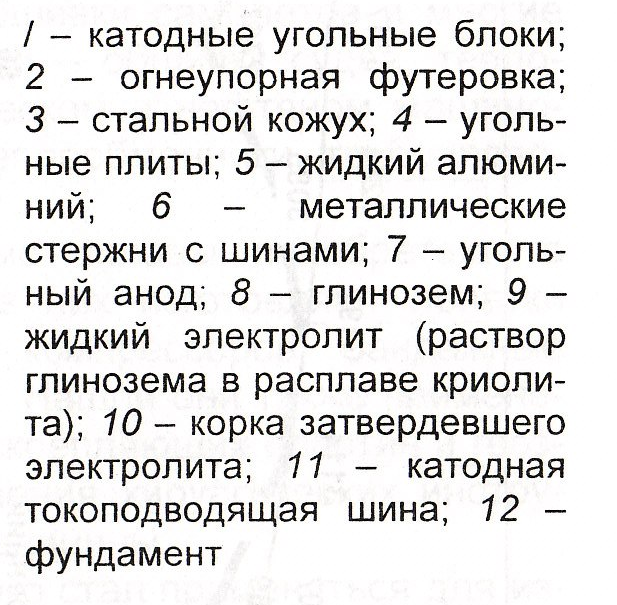 / – катодные угольные блоки;
2 – огнеупорная футеровка;
3 – стальной кожух; 4 – уголь-
ные плиты; 5 – жидкий алюми-
ний; 6 – металлические
стержни с шинами; 7 – уголь-
ный анод; 8 – глинозем; 9 –
жидкий электролит (раствор
глинозема в расплаве криоли-
та); 10 – корка затвердевшего
электролита; 11 – катодная
токоподводящая шина; 12 –
фундамент